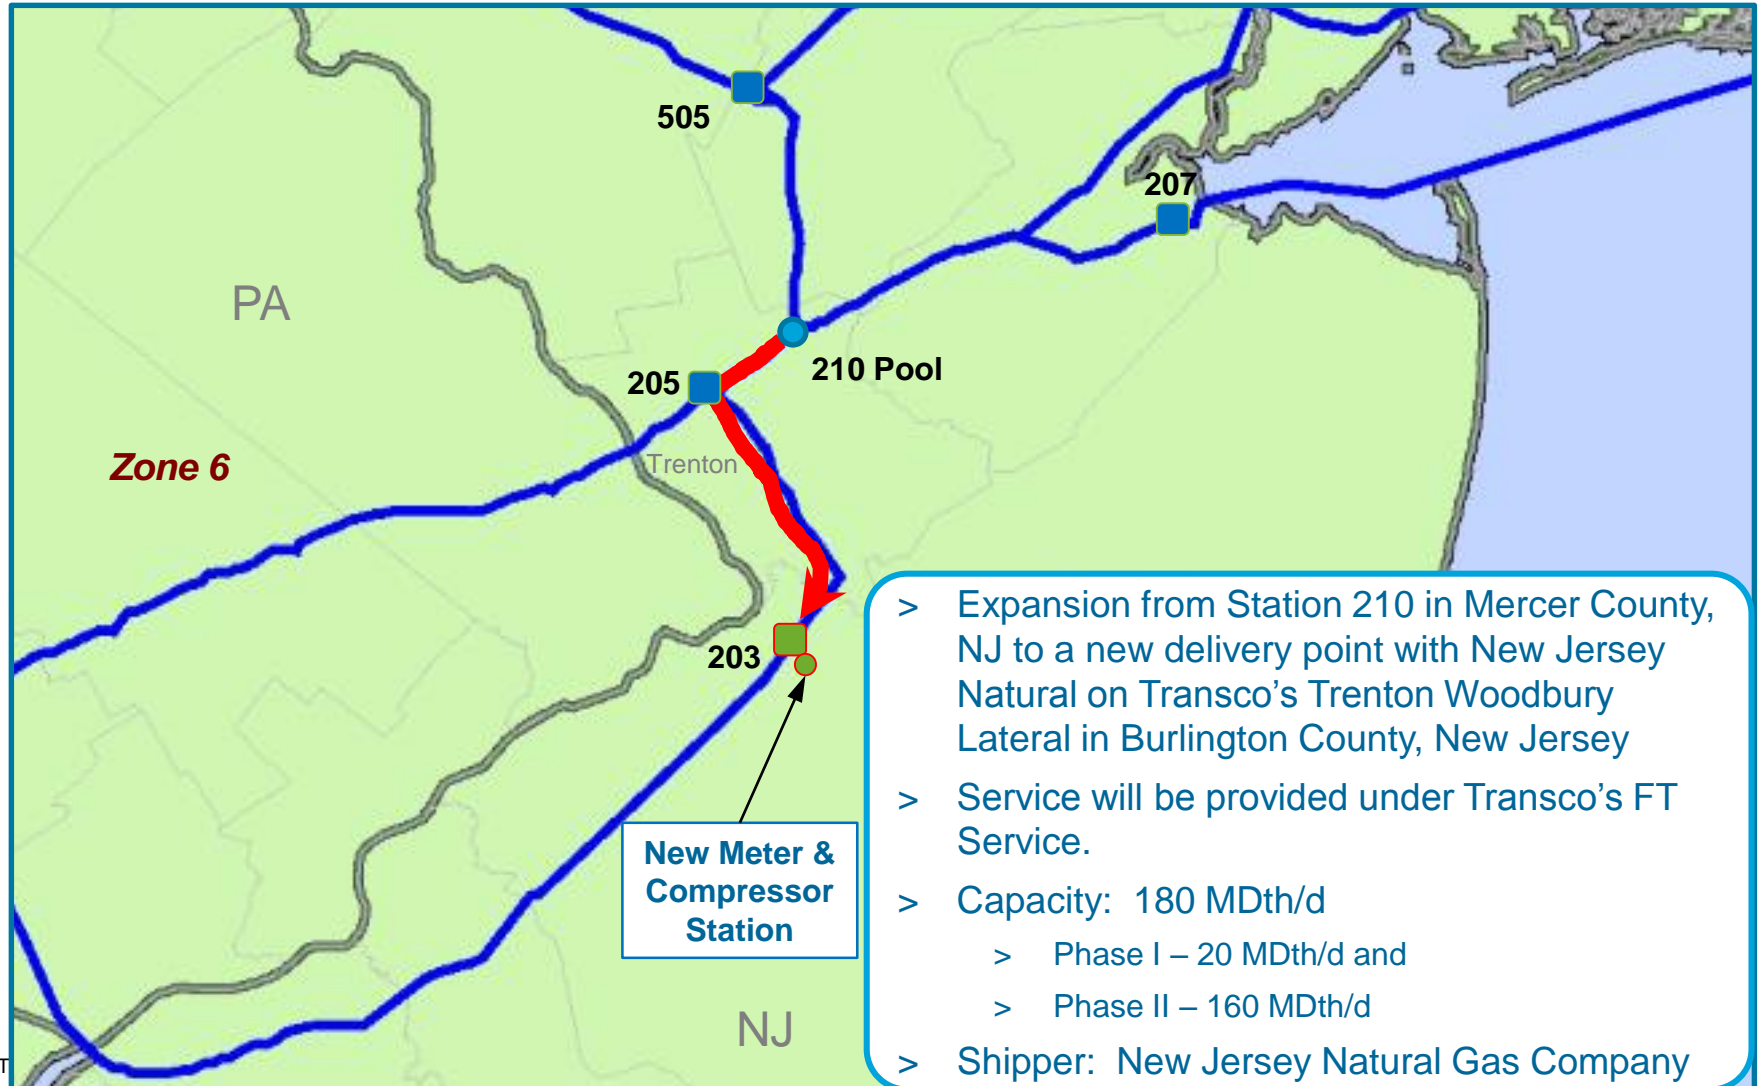 505
207
PA
210 Pool
205
Trenton
Zone 6
203
New Meter &
Compressor
Station
NJ
> Expansion from Station 210 in Mercer County,
NJ to a new delivery point with New Jersey
Natural on Transco’s Trenton Woodbury
Lateral in Burlington County, New Jersey
> Service will be provided under Transco’s FT
Service.
> Capacity: 180 MDth/d
> Phase I – 20 MDth/d and
> Phase II – 160 MDth/d
> Shipper: New Jersey Natural Gas Company
T